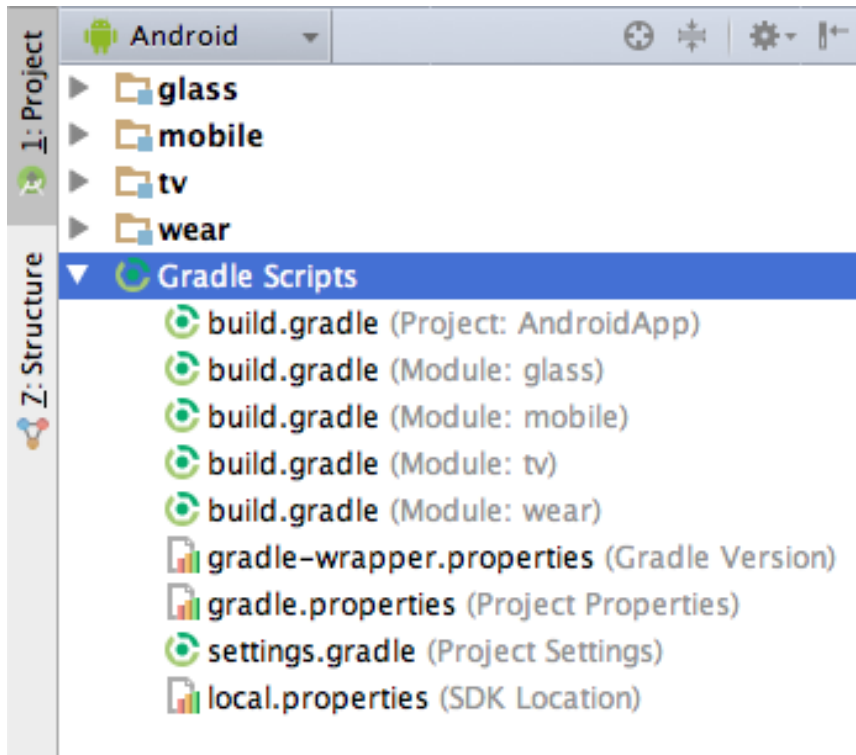 Android
1: Project
7: Structure
glass
mobile
tv
wear
Gradle Scripts
build.gradle (Project: AndroidApp)
build.gradle (Module: glass)
build.gradle (Module: mobile)
build.gradle (Module: tv)
build.gradle (Module: wear)
gradle-wrapper.properties (Gradle Version)
gradle.properties (Project Properties)
settings.gradle (Project Settings)
local.properties (SDK Location)